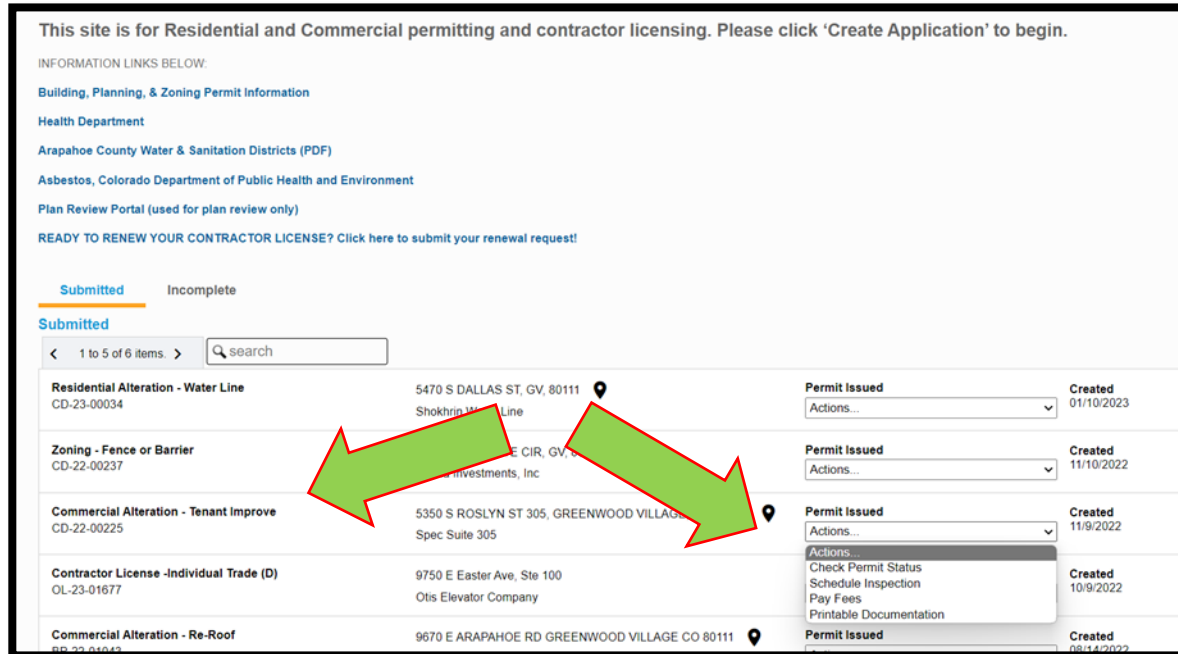 This site is for Residential and Commercial permitting and contractor licensing. Please click ‘Create Application’ to begin.
INFORMATION LINKS BELOW:
Building, Planning, & Zoning Permit Information
Health Department
Arapahoe County Water & Sanitation Districts (PDF)
Asbestos, Colorado Department of Public Health and Environment
Plan Review Portal (used for plan review only)
READY TO RENEW YOUR CONTRACTOR LICENSE? Click here to submit your renewal request!
Submitted Incomplete
Submitted
1 to 5 of 6 items. search
Residential Alteration - Water Line 5470 S DALLAS ST, GV, 80111 Permit Issued Created
CD-23-00034 Shokhrin Line Actions... 01/10/2023
Zoning - Fence or Barrier CIR, GV, Permit Issued Created
CD-22-00237 Investments, Inc Actions... 11/10/2022
Commercial Alteration - Tenant Improve 5350 S ROSLYN ST 305, GREENWOOD Permit Issued Created
CD-22-00225 Spec Suite 305 Actions... 11/9/2022
Actions...
Check Permit Status
Schedule Inspection
Pay Fees
Printable Documentation
Contractor License -Individual Trade (D) 9750 E Easter Ave, Ste 100 Created
OL-23-01677 Otis Elevator Company 10/9/2022
Commercial Alteration - Re-Roof 9670 E ARAPAHOE RD GREENWOOD VILLAGE CO 80111 Permit Issued Created
08/14/2022